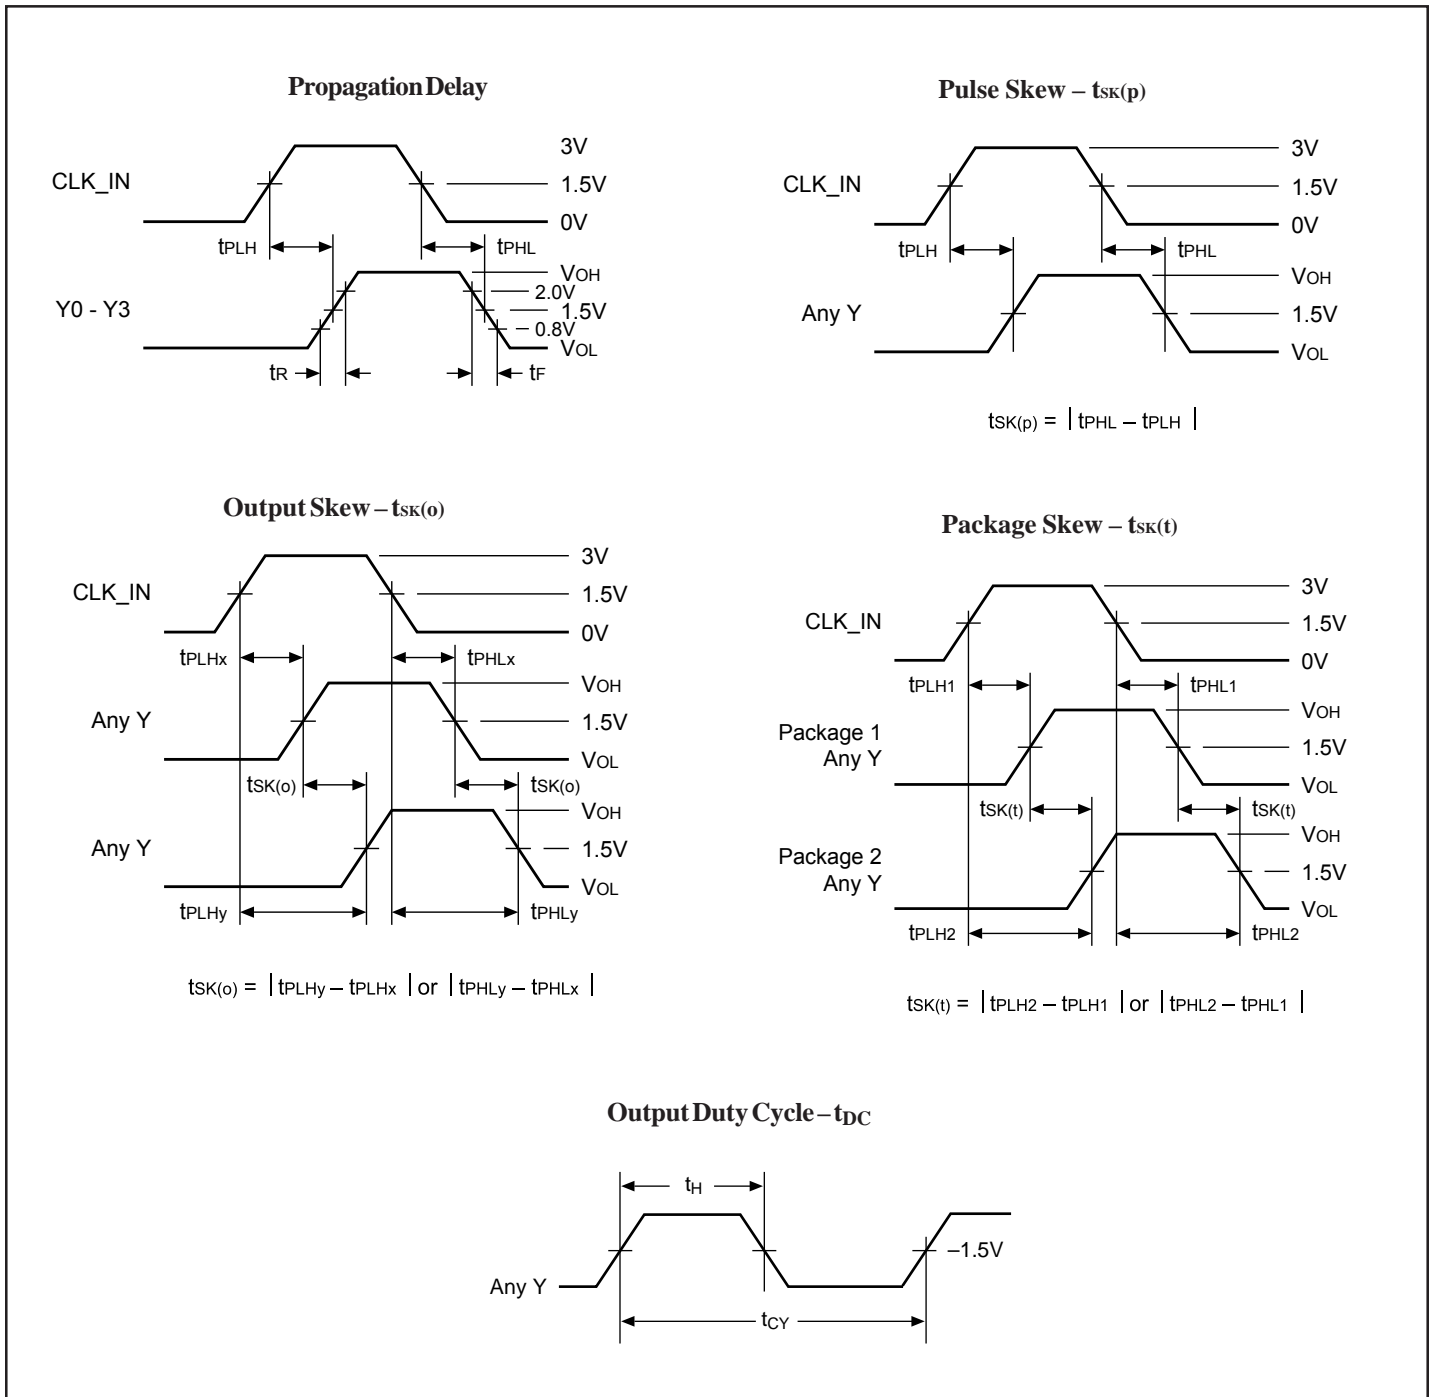 Propagation Delay
3V
CLK_IN
1.5V
0V
tPLH
tPHL
VOH
2.0V
Y0 - Y3
1.5V
0.8V
VOL
tR
tF
Pulse Skew – tSK(p)
3V
CLK_IN
1.5V
0V
tPLH
tPHL
VOH
Any Y
1.5V
VOL
tSK(p) = | tPHL – tPLH |
Output Skew – tSK(o)
3V
CLK_IN
1.5V
0V
tPLHx
tPHLx
VOH
Any Y
1.5V
VOL
tSK(o)
tSK(o)
VOH
Any Y
1.5V
VOL
tPLHy
tPHLy
tSK(o) = | tPLHy – tPLHx | or | tPHLy – tPHLx |
Package Skew – tSK(t)
3V
CLK_IN
1.5V
0V
tPLH1
tPHL1
VOH
Package 1
Any Y
1.5V
VOL
tSK(t)
tSK(t)
VOH
Package 2
Any Y
1.5V
VOL
tPLH2
tPHL2
tSK(t) = | tPLH2 – tPLH1 | or | tPHL2 – tPHL1 |
Output Duty Cycle – tDC
tH
–1.5V
Any Y
tCY